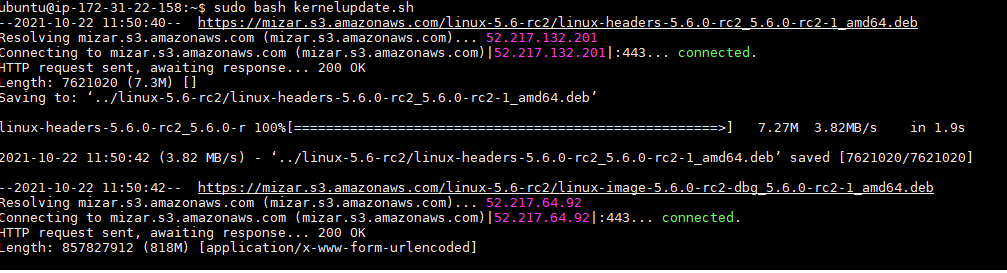 ubuntu@ip-172-31-22-158:~$ sudo bash kernelupdate.sh
--2021-10-22 11:50:40-- https://mizar.s3.amazonaws.com/linux-5.6-rc2/linux-headers-5.6.0-rc2_5.6.0-rc2-1_amd64.deb
Resolving mizar.s3.amazonaws.com (mizar.s3.amazonaws.com)... 52.217.132.201
Connecting to mizar.s3.amazonaws.com (mizar.s3.amazonaws.com)|52.217.132.201|:443... connected.
HTTP request sent, awaiting response... 200 OK
Length: 7621020 (7.3M) []
Saving to: ‘../linux-5.6-rc2/linux-headers-5.6.0-rc2_5.6.0-rc2-1_amd64.deb’
linux-headers-5.6.0-rc2_5.6.0-r 100%[====================================================>] 7.27M 3.82MB/s in 1.9s
2021-10-22 11:50:42 (3.82 MB/s) - ‘../linux-5.6-rc2/linux-headers-5.6.0-rc2_5.6.0-rc2-1_amd64.deb’ saved [7621020/7621020]
--2021-10-22 11:50:42-- https://mizar.s3.amazonaws.com/linux-5.6-rc2/linux-image-5.6.0-rc2-dbg_5.6.0-rc2-1_amd64.deb
Resolving mizar.s3.amazonaws.com (mizar.s3.amazonaws.com)... 52.217.64.92
Connecting to mizar.s3.amazonaws.com (mizar.s3.amazonaws.com)|52.217.64.92|:443... connected.
HTTP request sent, awaiting response... 200 OK
Length: 857827912 (818M) [application/x-www-form-urlencoded]